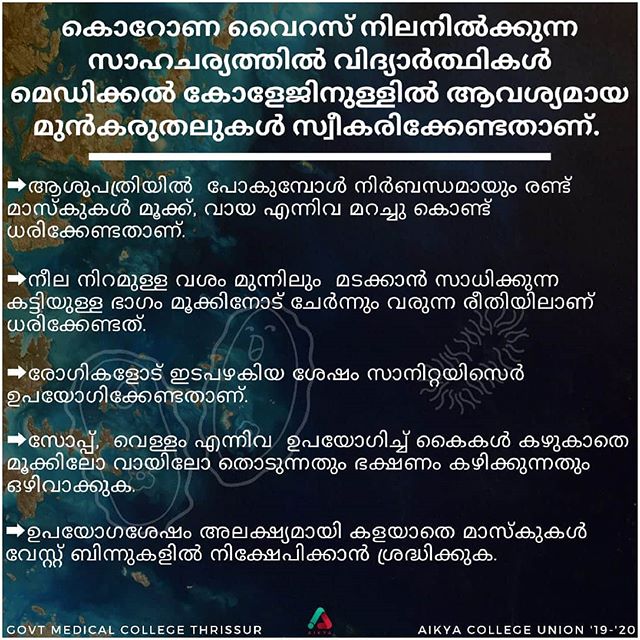 കൊറോണ വൈറസ് നിലനിൽക്കുന്ന
സാഹചര്യത്തിൽ വിദ്യാർത്ഥികൾ
മെഡിക്കൽ കോളേജിനുള്ളിൽ ആവശ്യമായ
മുൻകരുതലുകൾ സ്വീകരിക്കേണ്ടതാണ്.
➡ആശുപത്രിയിൽ പോകുമ്പോൾ നിർബന്ധമായും രണ്ട്
മാസ്കുകൾ മൂക്ക്, വായ എന്നിവ മറച്ചു കൊണ്ട്
ധരിക്കേണ്ടതാണ്.
➡നീല നിറമുള്ള വശം മുന്നിലും മടക്കാൻ സാധിക്കുന്ന
കട്ടിയുള്ള ഭാഗം മൂക്കിനോട് ചേർന്നും വരുന്ന രീതിയിലാണ്
ധരിക്കേണ്ടത്.
➡രോഗികളോട് ഇടപഴകിയ ശേഷം സാനിറ്റയിസെർ
ഉപയോഗിക്കേണ്ടതാണ്.
➡സോപ്പ്, വെള്ളം എന്നിവ ഉപയോഗിച്ച് കൈകൾ കഴുകാതെ
മൂക്കിലോ വായിലോ തൊടുന്നതും ഭക്ഷണം കഴിക്കുന്നതും
ഒഴിവാക്കുക.
➡ഉപയോഗശേഷം അലക്ഷ്യമായി കളയാതെ മാസ്കുകൾ
വേസ്റ്റ് ബിന്നുകളിൽ നിക്ഷേപിക്കാൻ ശ്രദ്ധിക്കുക.
GOVT MEDICAL COLLEGE THRISSUR
AIKYA
AIKYA COLLEGE UNION '19-'20